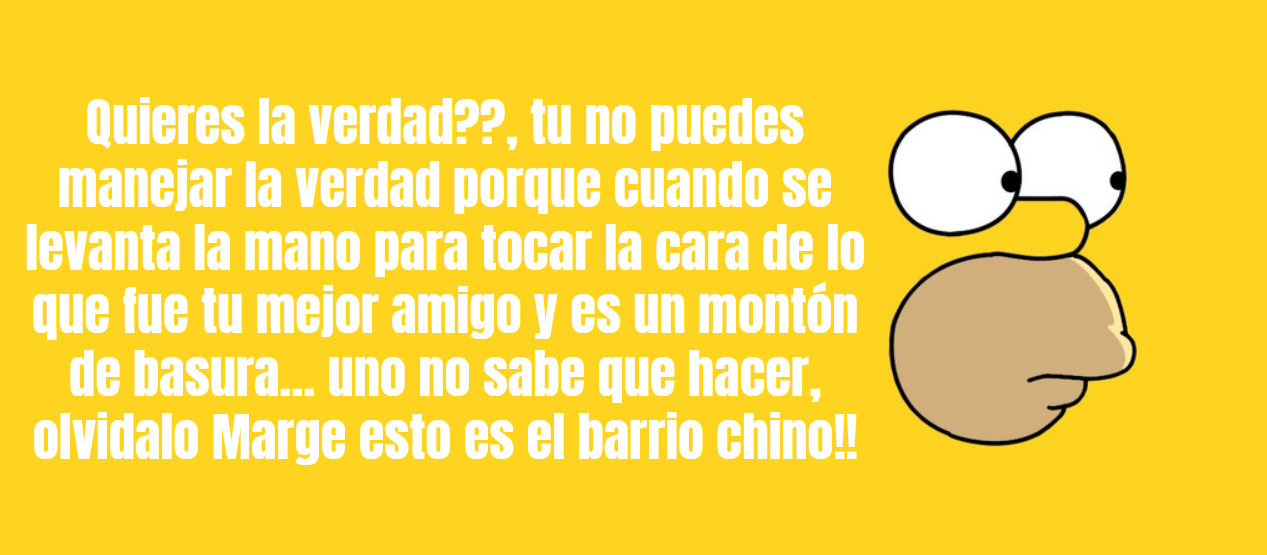 Quieres la verdad??, tu no puedes
manejar la verdad porque cuando se
levanta la mano para tocar la cara de lo
que fue tu mejor amigo y es un montón
de basura... uno no sabe que hacer,
olvidalo Marge esto es el barrio chino!!